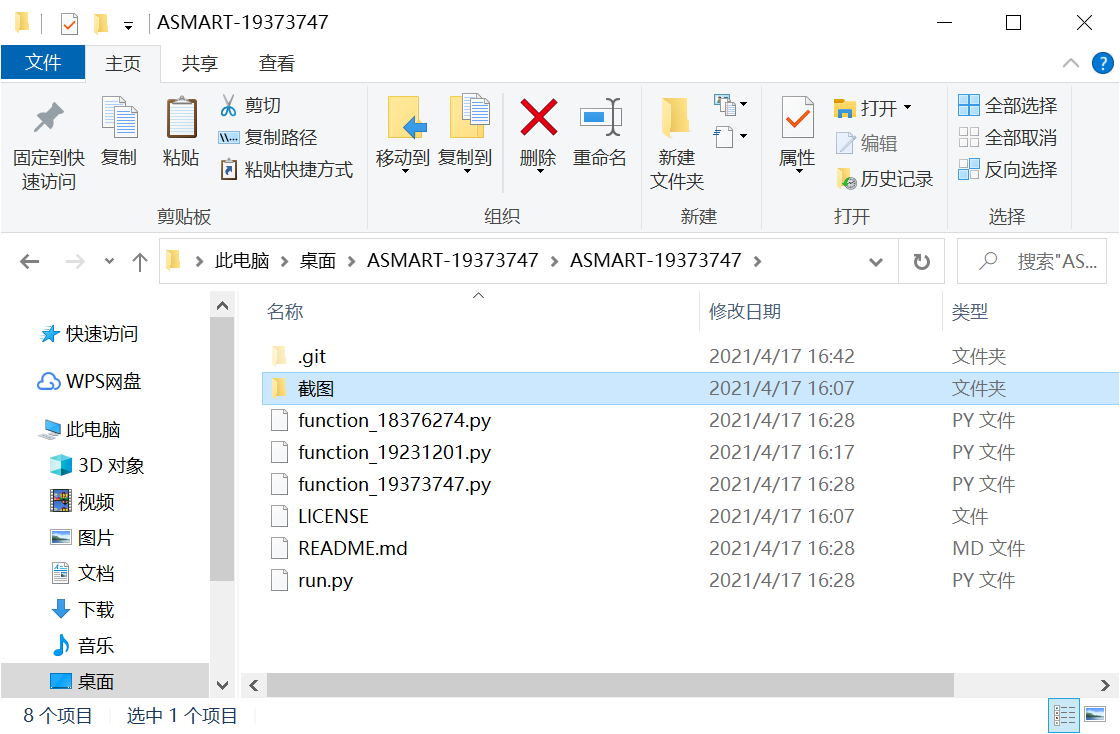 ASMART-19373747
文件 主页 共享 查看
固定到快速访问
复制
粘贴
剪切
复制路径
粘贴快捷方式
剪贴板
移动到
复制到
删除
重命名
组织
新建文件夹
新建
属性
打开
编辑
历史记录
打开
全部选择
全部取消
反向选择
选择
此电脑 桌面 ASMART-19373747 ASMART-19373747
搜索"AS...
快速访问
WPS网盘
此电脑
3D 对象
视频
图片
文档
下载
音乐
桌面
名称 修改日期 类型
.git 2021/4/17 16:42 文件夹
截图 2021/4/17 16:07 文件夹
function_18376274.py 2021/4/17 16:28 PY 文件
function_19231201.py 2021/4/17 16:17 PY 文件
function_19373747.py 2021/4/17 16:28 PY 文件
LICENSE 2021/4/17 16:07 文件
README.md 2021/4/17 16:28 MD 文件
run.py 2021/4/17 16:28 PY 文件
8 个项目 选中 1 个项目